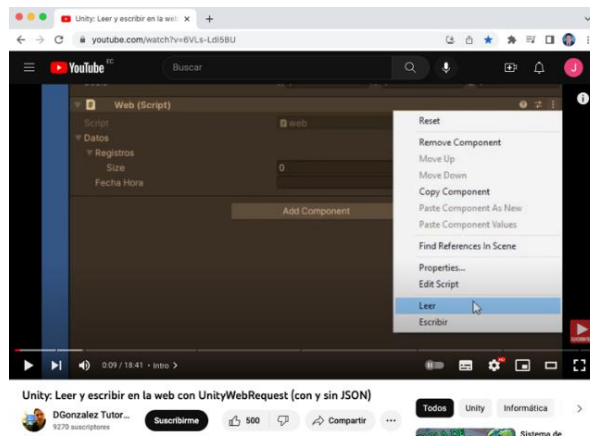 Unity: Leer y escribir en la web
youtube.com/watch?v=6VLs-Ldi5BU
YouTube EC
Buscar
J
Web (Script)
Script
web
Datos
Registros
Size
0
Fecha Hora
Add Component
Reset
Remove Component
Move Up
Move Down
Copy Component
Paste Component As New
Paste Component Values
Find References In Scene
Properties...
Edit Script
Leer
Escribir
0:09 / 18:41 • Intro >
Unity: Leer y escribir en la web con UnityWebRequest (con y sin JSON)
DGonzalez Tutor...
9270 suscriptores
Suscribirme
500
Compartir
Todos
Unity
Informática
Sistema de